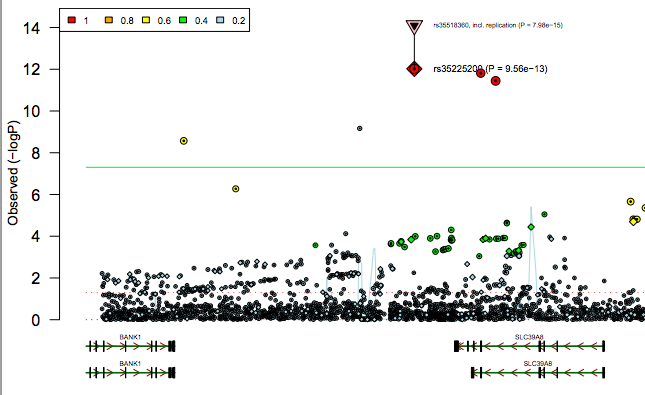 1 0.8 0.6 0.4 0.2
rs35518360, incl. replication (P = 7.98e−15)
rs35225200 (P = 9.56e−13)
Observed (−logP)
14
12
10
8
6
4
2
0
BANK1 SLC39A8
BANK1 SLC39A8